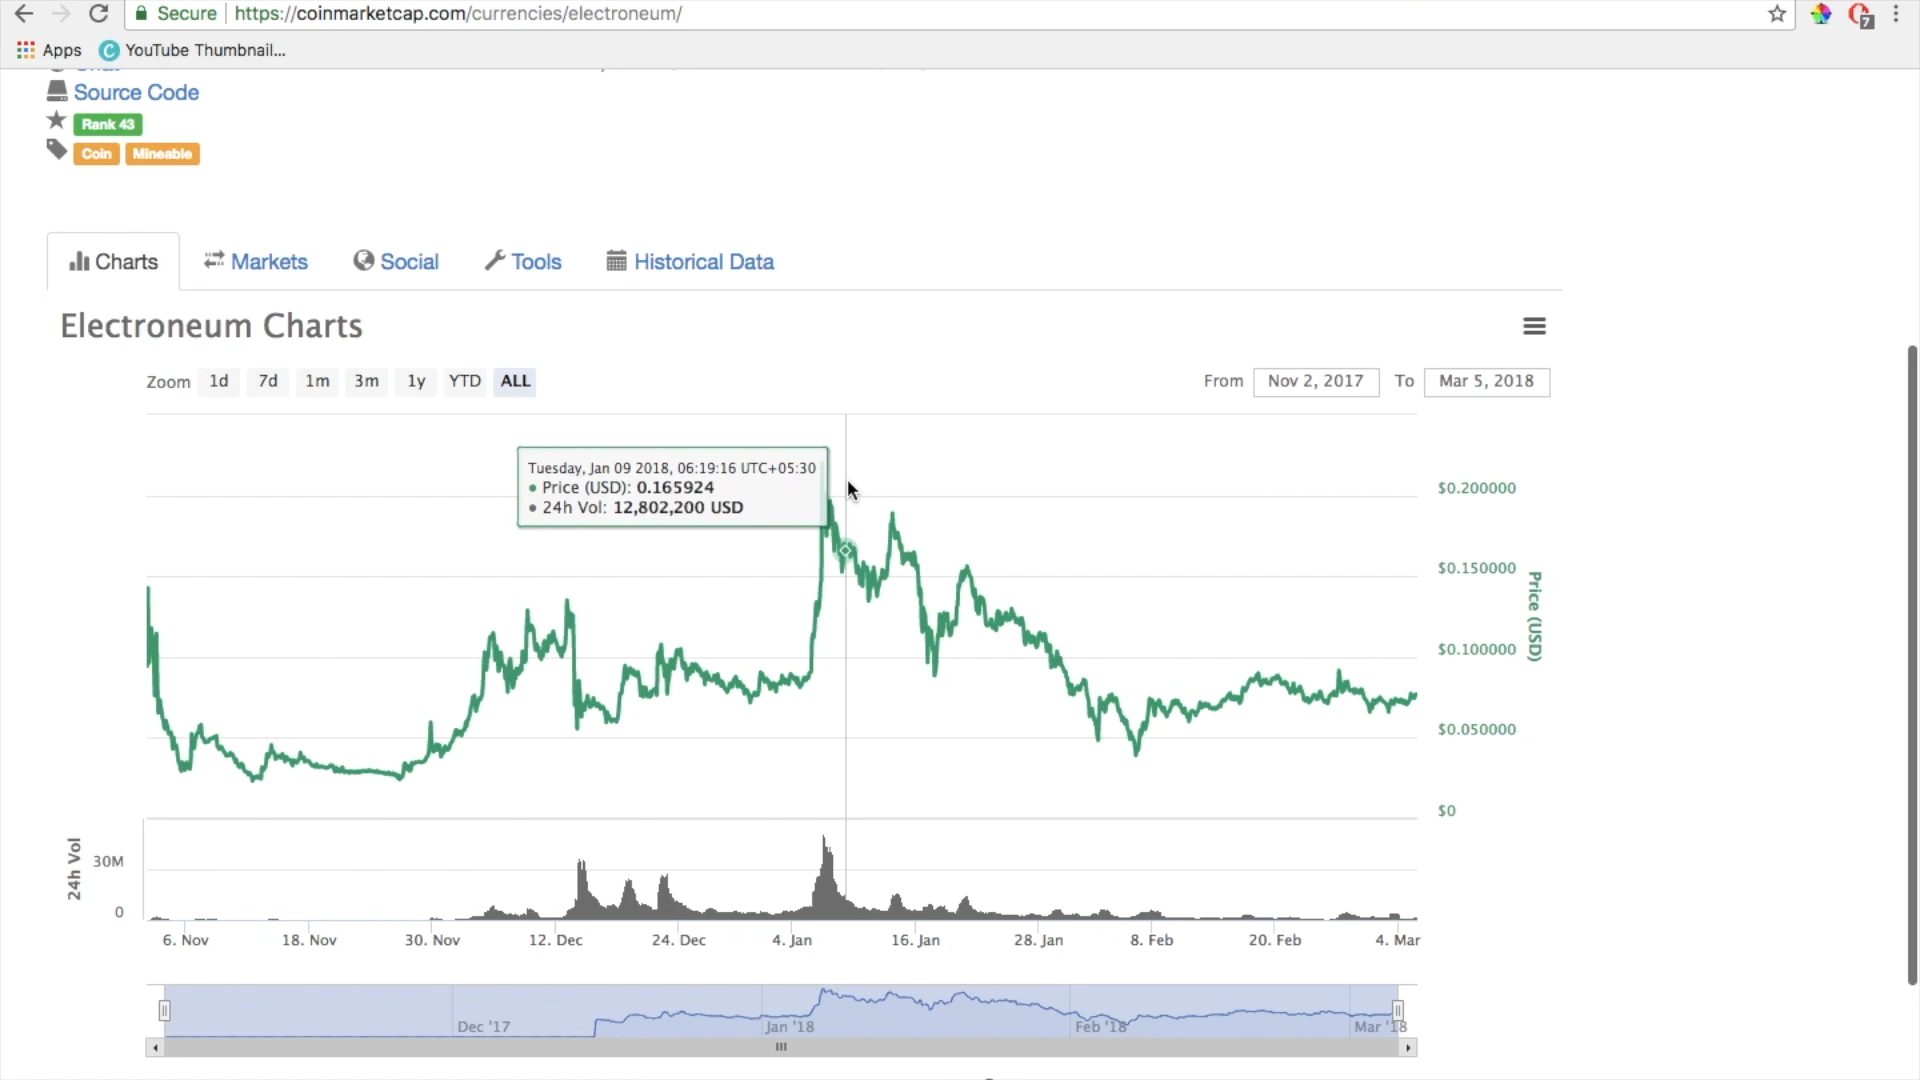 Secure https://coinmarketcap.com/currencies/electroneum/
7
Apps YouTube Thumbnail...
Source Code
Rank 43
Coin Mineable
Charts Markets Social Tools Historical Data
Electroneum Charts
Zoom 1d 7d 1m 3m 1y YTD ALL From Nov 2, 2017 To Mar 5, 2018
Tuesday, Jan 09 2018, 06:19:16 UTC+05:30
Price (USD): 0.165924
24h Vol: 12,802,200 USD
$0.200000
$0.150000
$0.100000
$0.050000
$0
Price (USD)
24h Vol
30M
0
6. Nov 18. Nov 30. Nov 12. Dec 24. Dec 4. Jan 16. Jan 28. Jan 8. Feb 20. Feb 4. Mar
Dec '17 Jan '18 Feb '18 Mar '18